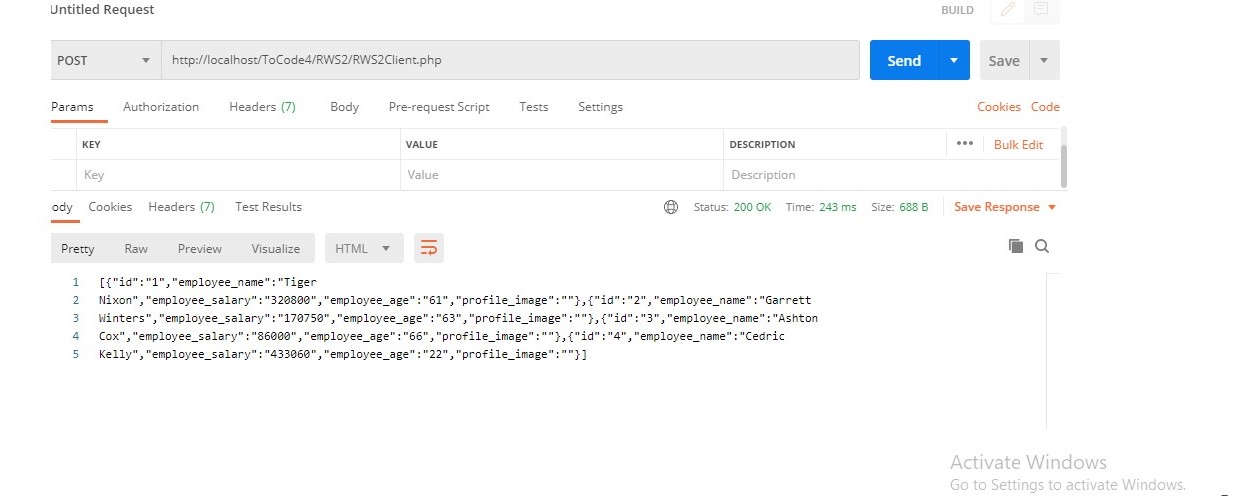 Untitled Request BUILD
POST http://localhost/ToCode4/RWS2/RWS2Client.php Send Save
Params Authorization Headers (7) Body Pre-request Script Tests Settings Cookies Code
KEY VALUE DESCRIPTION ••• Bulk Edit
Key Value Description
ody Cookies Headers (7) Test Results Status: 200 OK Time: 243 ms Size: 688 B Save Response
Pretty Raw Preview Visualize HTML
1 [{"id":"1","employee_name":"Tiger
2 Nixon","employee_salary":"320800","employee_age":"61","profile_image":""},{"id":"2","employee_name":"Garrett
3 Winters","employee_salary":"170750","employee_age":"63","profile_image":""},{"id":"3","employee_name":"Ashton
4 Cox","employee_salary":"86000","employee_age":"66","profile_image":""},{"id":"4","employee_name":"Cedric
5 Kelly","employee_salary":"433060","employee_age":"22","profile_image":""}]
Activate Windows
Go to Settings to activate Windows.